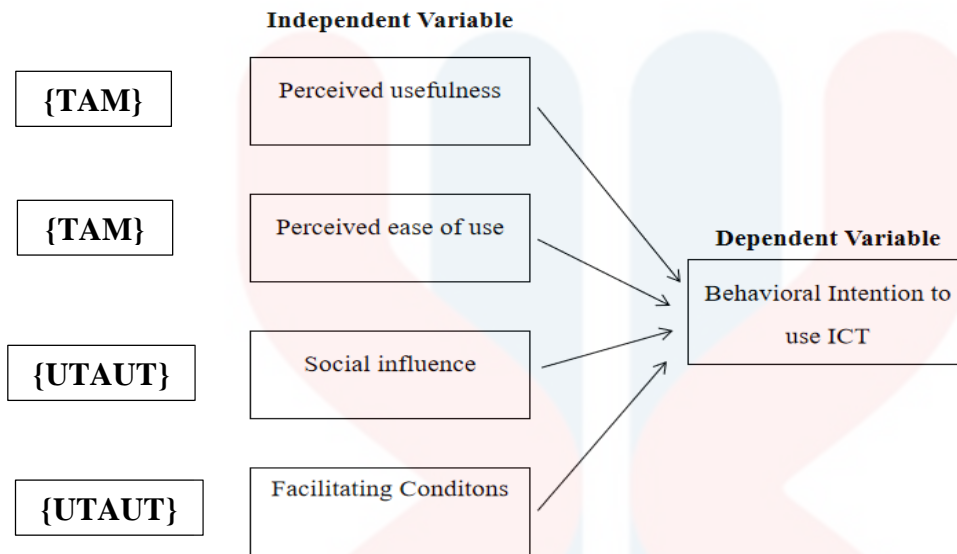 Independent Variable
{TAM}
Perceived usefulness
{TAM}
Perceived ease of use
Dependent Variable
Behavioral Intention to
use ICT
{UTAUT}
Social influence
{UTAUT}
Facilitating Conditons